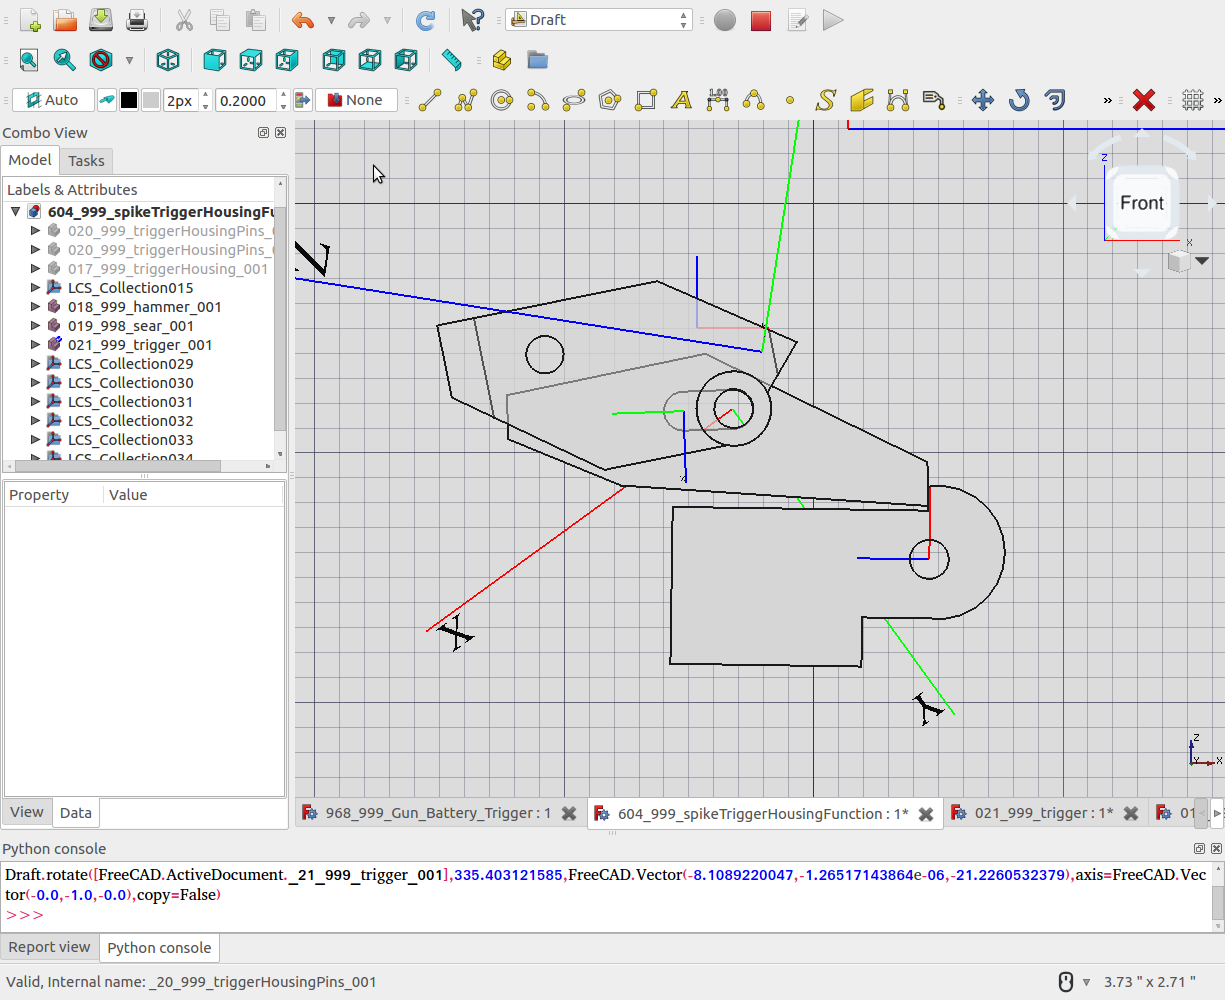 Draft
Auto
2px
0.2000
None
1.00
»
»
Combo View
Model
Tasks
Labels & Attributes
604_999_spikeTriggerHousingFu
020_999_triggerHousingPins_
020_999_triggerHousingPins_
017_999_triggerHousing_001
LCS_Collection015
018_999_hammer_001
019_998_sear_001
021_999_trigger_001
LCS_Collection029
LCS_Collection030
LCS_Collection031
LCS_Collection032
LCS_Collection033
LCS_Collection034
Property
Value
View
Data
Z
X
Y
Z
Front
X
Z
Y
X
968_999_Gun_Battery_Trigger : 1
604_999_spikeTriggerHousingFunction : 1*
021_999_trigger : 1*
01
Python console
Draft.rotate([FreeCAD.ActiveDocument._21_999_trigger_001],335.403121585,FreeCAD.Vector(-8.1089220047,-1.26517143864e-06,-21.2260532379),axis=FreeCAD.Vec
tor(-0.0,-1.0,-0.0),copy=False)
>>>
Report view
Python console
Valid, Internal name: _20_999_triggerHousingPins_001
3.73 " x 2.71 "